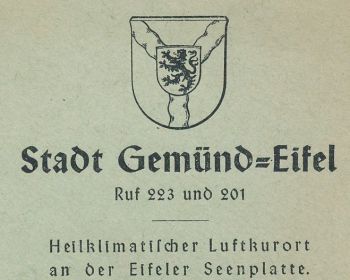 Stadt Gemünd=Eifel
Ruf 223 und 201
Heilklimatischer Luftkurort
an der Eifeler Seenplatte.